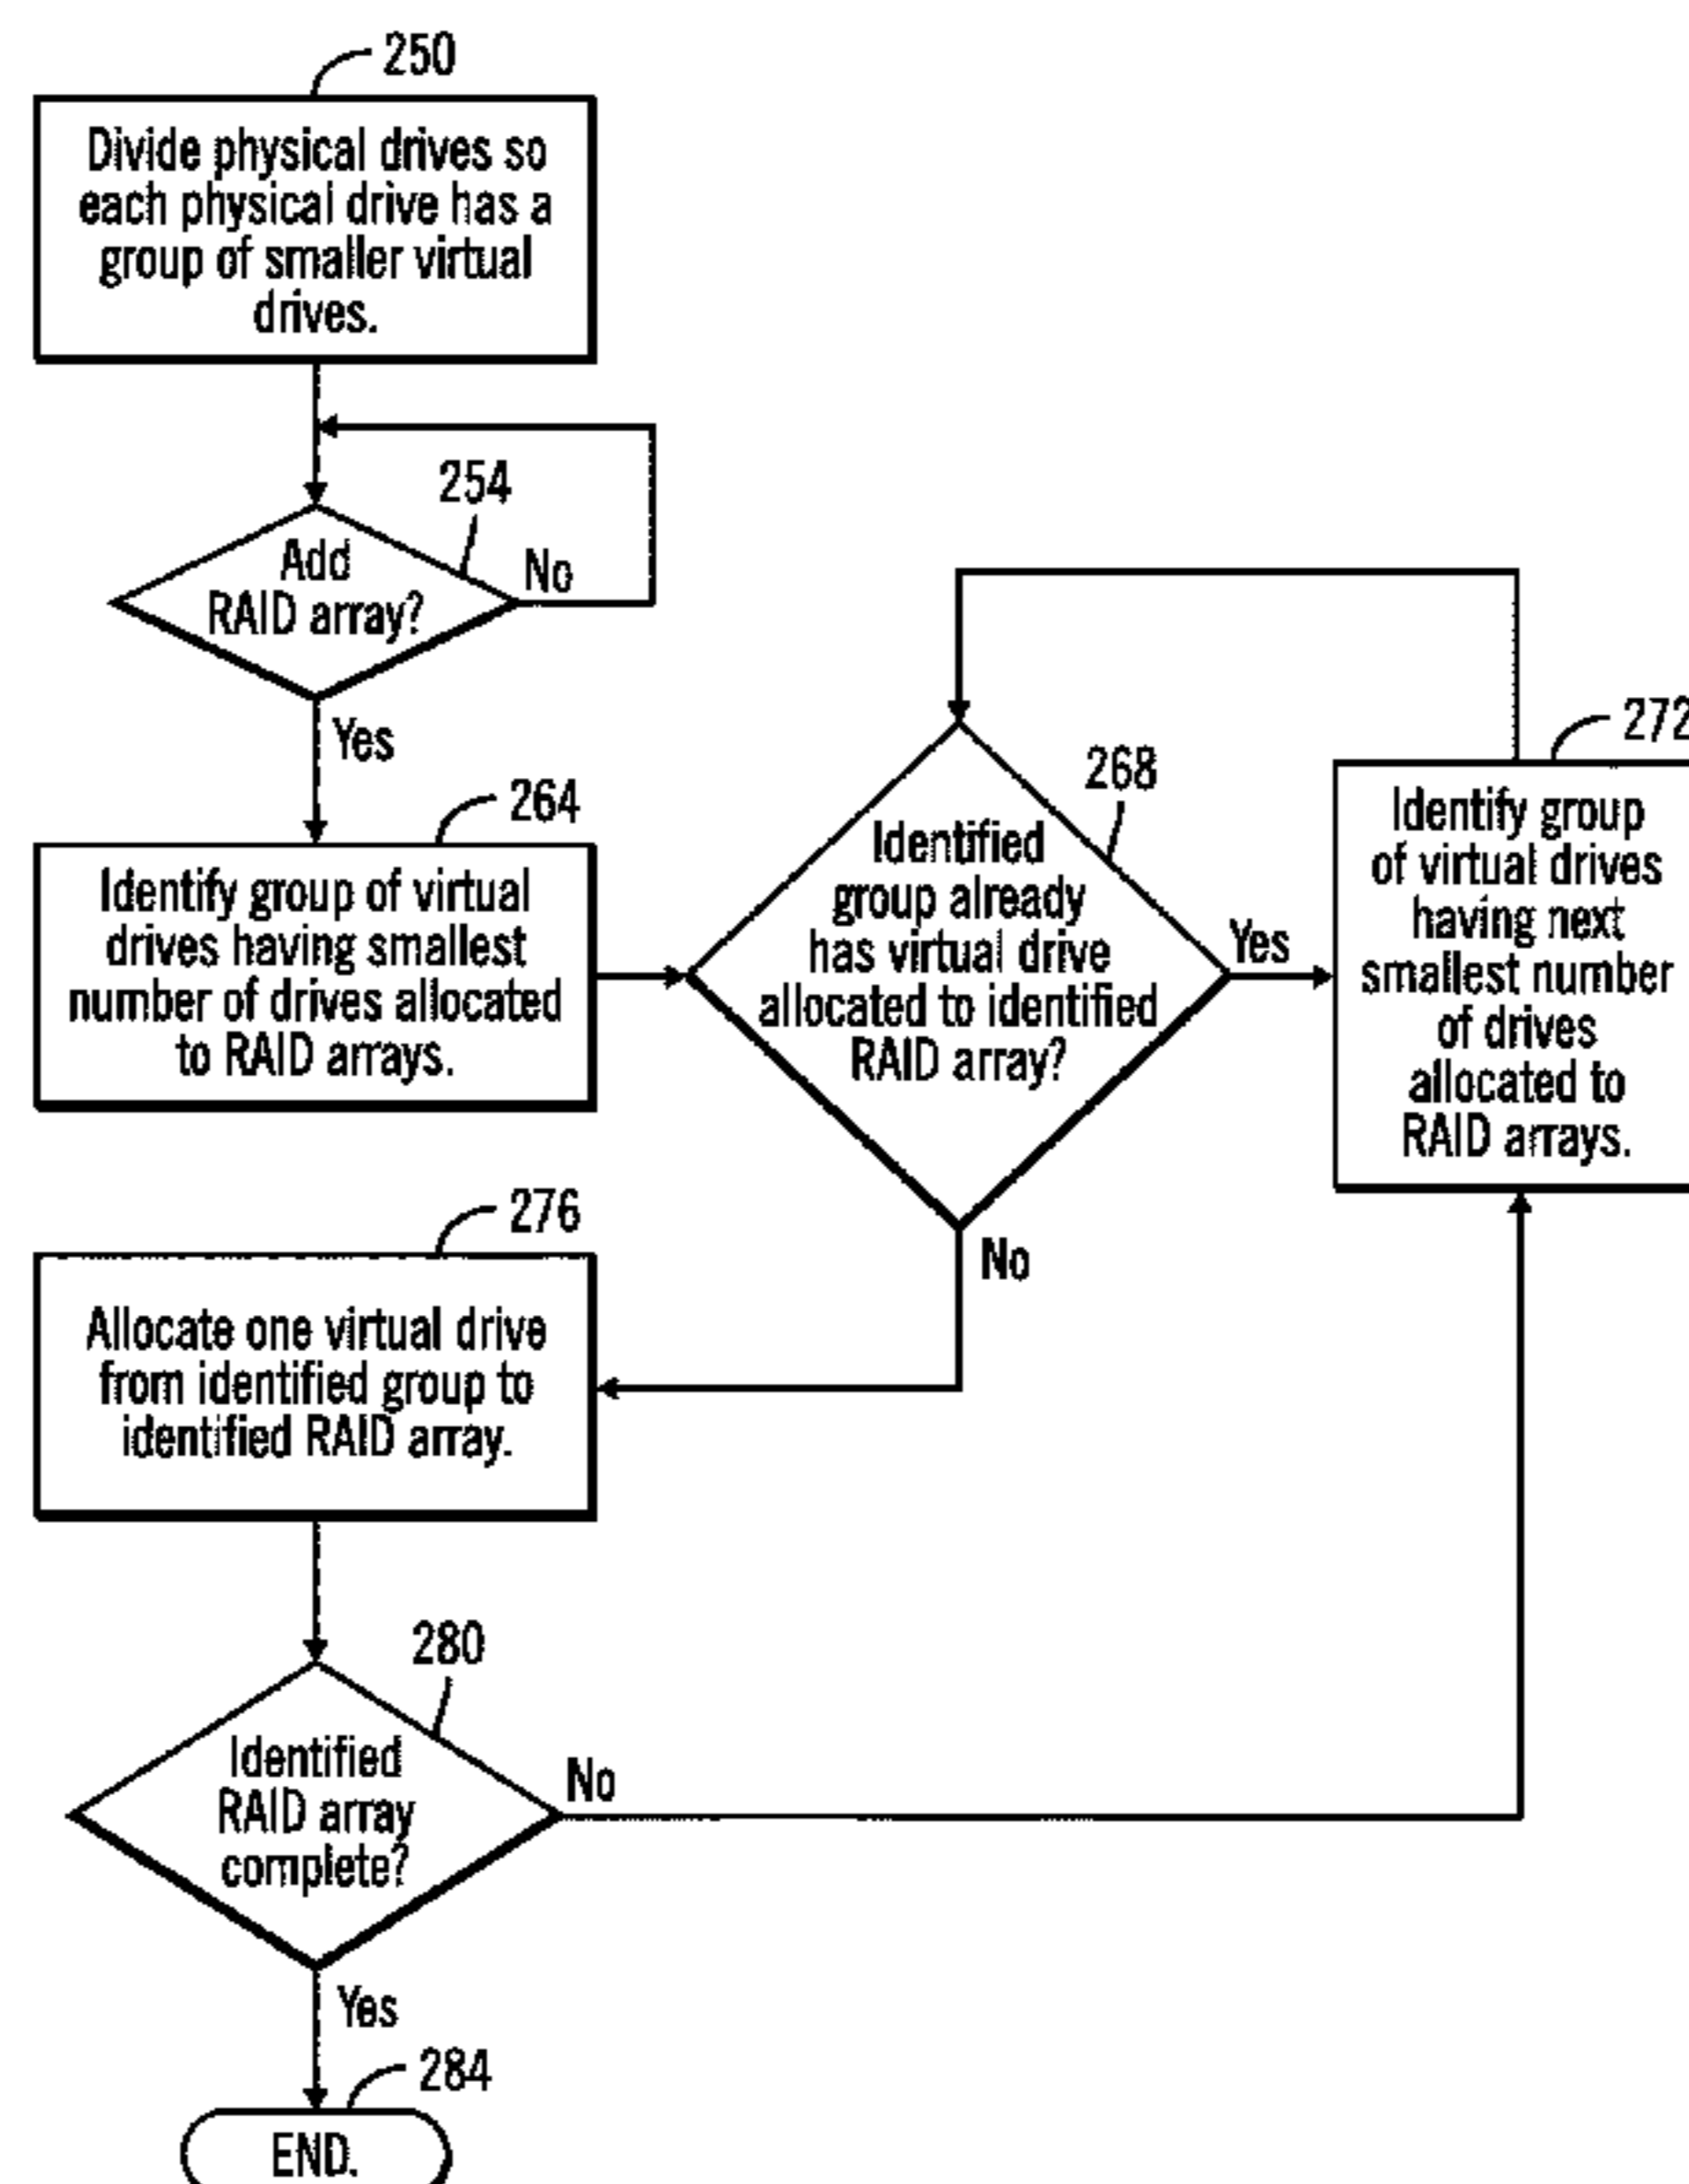 250
Divide physical drives so
each physical drive has a
group of smaller virtual
drives.
254
Add
RAID array?
No
Yes
264
Identify group of virtual
drives having smallest
number of drives allocated
to RAID arrays.
268
Identified
group already
has virtual drive
allocated to identified
RAID array?
Yes
No
272
Identify group
of virtual drives
having next
smallest number
of drives
allocated to
RAID arrays.
276
Allocate one virtual drive
from identified group to
identified RAID array.
280
Identified
RAID array
complete?
No
Yes
284
END.